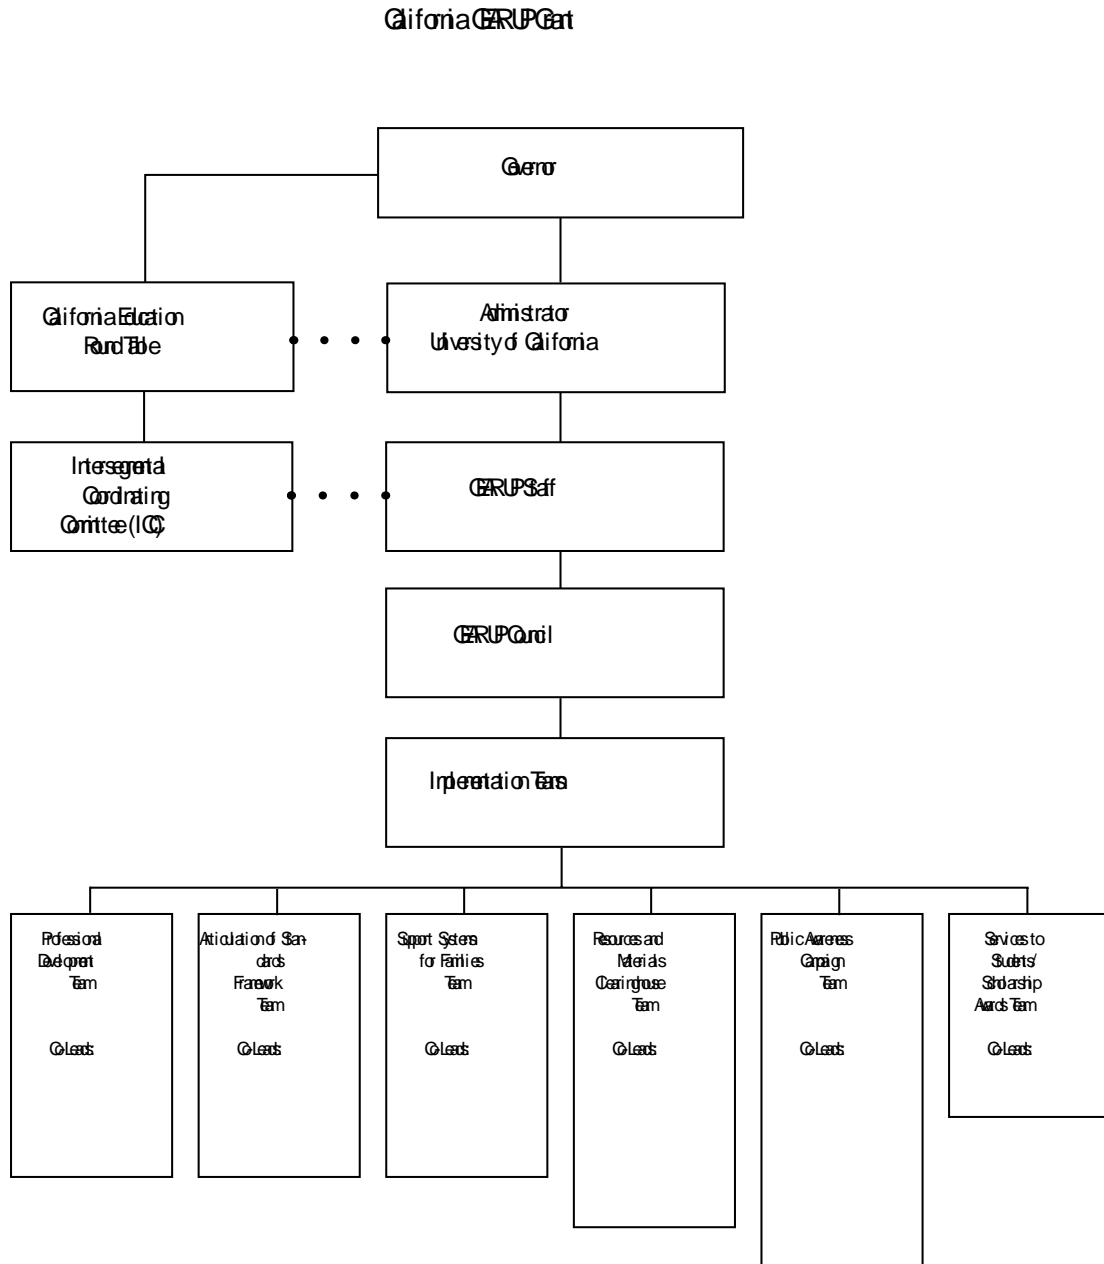 California GEAR UP Grant
Governor
California Education
Round Table
Administrator
University of California
Intersegmental
Coordinating
Committee (ICC)
GEAR UP Staff
GEAR UP Council
Implementation Teams
Professional
Development
Team
Co-Leads:
Articulation of Stan-
dards
Framework
Team
Co-Leads:
Support Systems
for Families
Team
Co-Leads:
Resources and
Materials
Clearinghouse
Team
Co-Leads:
Public Awareness
Campaign
Team
Co-Leads:
Services to
Students/
Scholarship
Awards Team
Co-Leads: